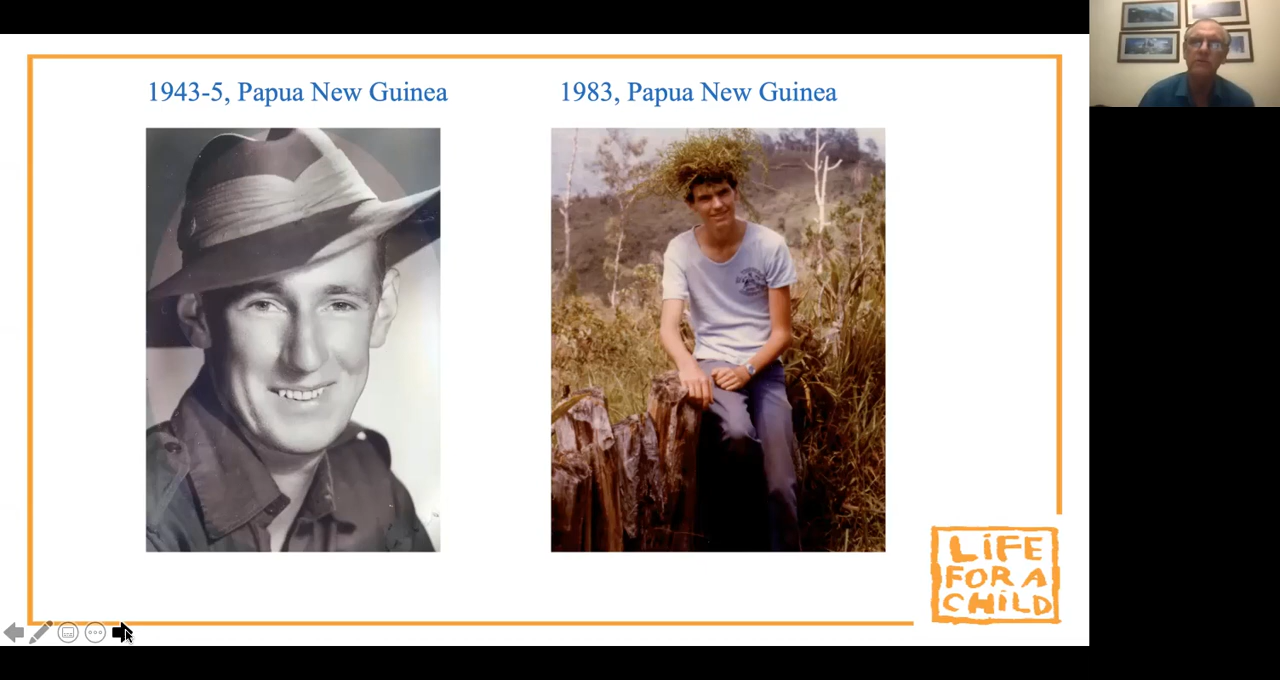 1943-5, Papua New Guinea
1983, Papua New Guinea
LiFE
FOR A
CHiLD